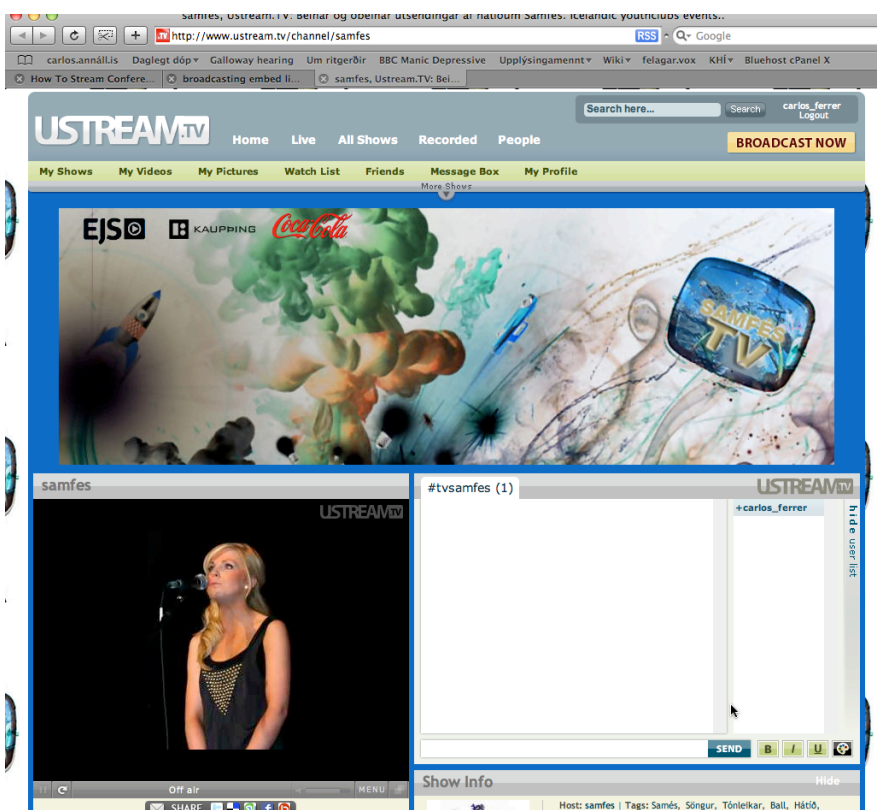 samfes, Ustream.TV: Beinar og óbeinar útsendingar af hátíðum Samfés. Icelandic youthclubs events..
http://www.ustream.tv/channel/samfes
RSS
Google
carlos.annáll.is Daglegt dóp Galloway hearing Um ritgerðir BBC Manic Depressive Upplýsingamennt Wiki felagar.vox KHÍ Bluehost cPanel X
How To Stream Confere... broadcasting embed li... samfes, Ustream.TV: Bei...
USTREAM.TV
Home Live All Shows Recorded People
Search here... Search
carlos_ferrer
Logout
BROADCAST NOW
My Shows My Videos My Pictures Watch List Friends Message Box My Profile
More Shows
EJS KAUPÞING Coca-Cola
SAMFES
TV
samfes
USTREAM TV
Off air MENU
SHARE
#tvsamfes (1)
USTREAM TV
+carlos_ferrer
hide user list
SEND B I U
Show Info Hide
Host: samfes | Tags: Samés, Söngur, Tónleikar, Ball, Hátíð,